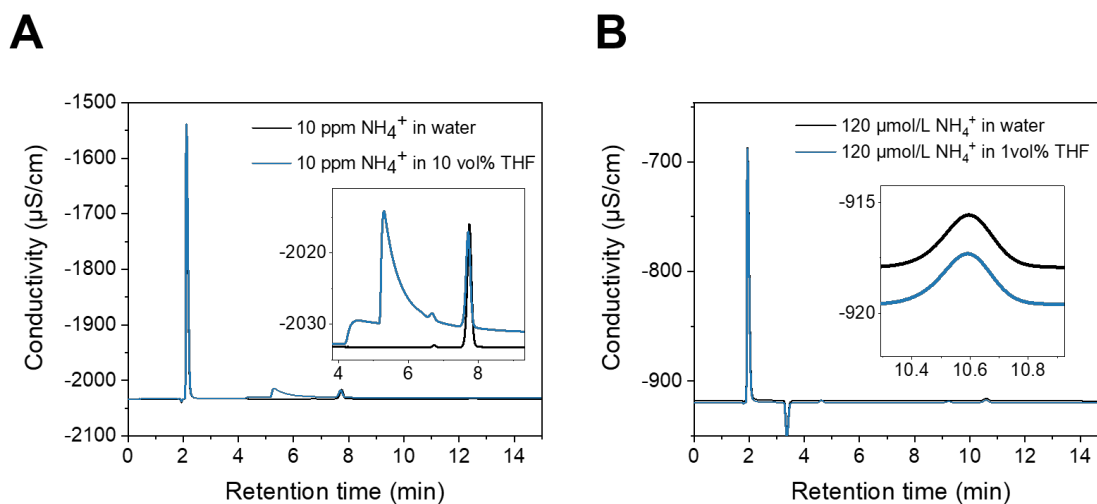 A
B
Conductivity (µS/cm)
-1500
-1600
-1700
-1800
-1900
-2000
-2100
10 ppm NH₄⁺ in water
10 ppm NH₄⁺ in 10 vol% THF
-2020
-2033
4 6 8
0 2 4 6 8 10 12 14
Retention time (min)
Conductivity (µS/cm)
-700
-800
-900
120 µmol/L NH₄⁺ in water
120 µmol/L NH₄⁺ in 1vol% THF
-915
-920
10.4 10.6 10.8
0 2 4 6 8 10 12 14
Retention time (min)